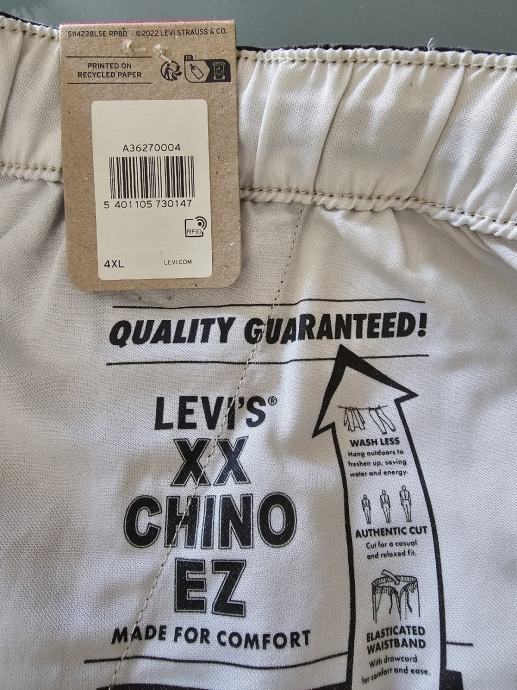 S114228LSE RPBD ©2022 LEVI STRAUSS & CO.
PRINTED ON
RECYCLED PAPER
A36270004
5 401105 730147
RFID
4XL LEVI.COM
QUALITY GUARANTEED!
LEVI'S®
XX
CHINO
EZ
MADE FOR COMFORT
WASH LESS
Hang outdoors to
freshen up, saving
water and energy.
AUTHENTIC CUT
Cut for a casual
and relaxed fit.
ELASTICATED
WAISTBAND
With drawcord
for comfort and ease.